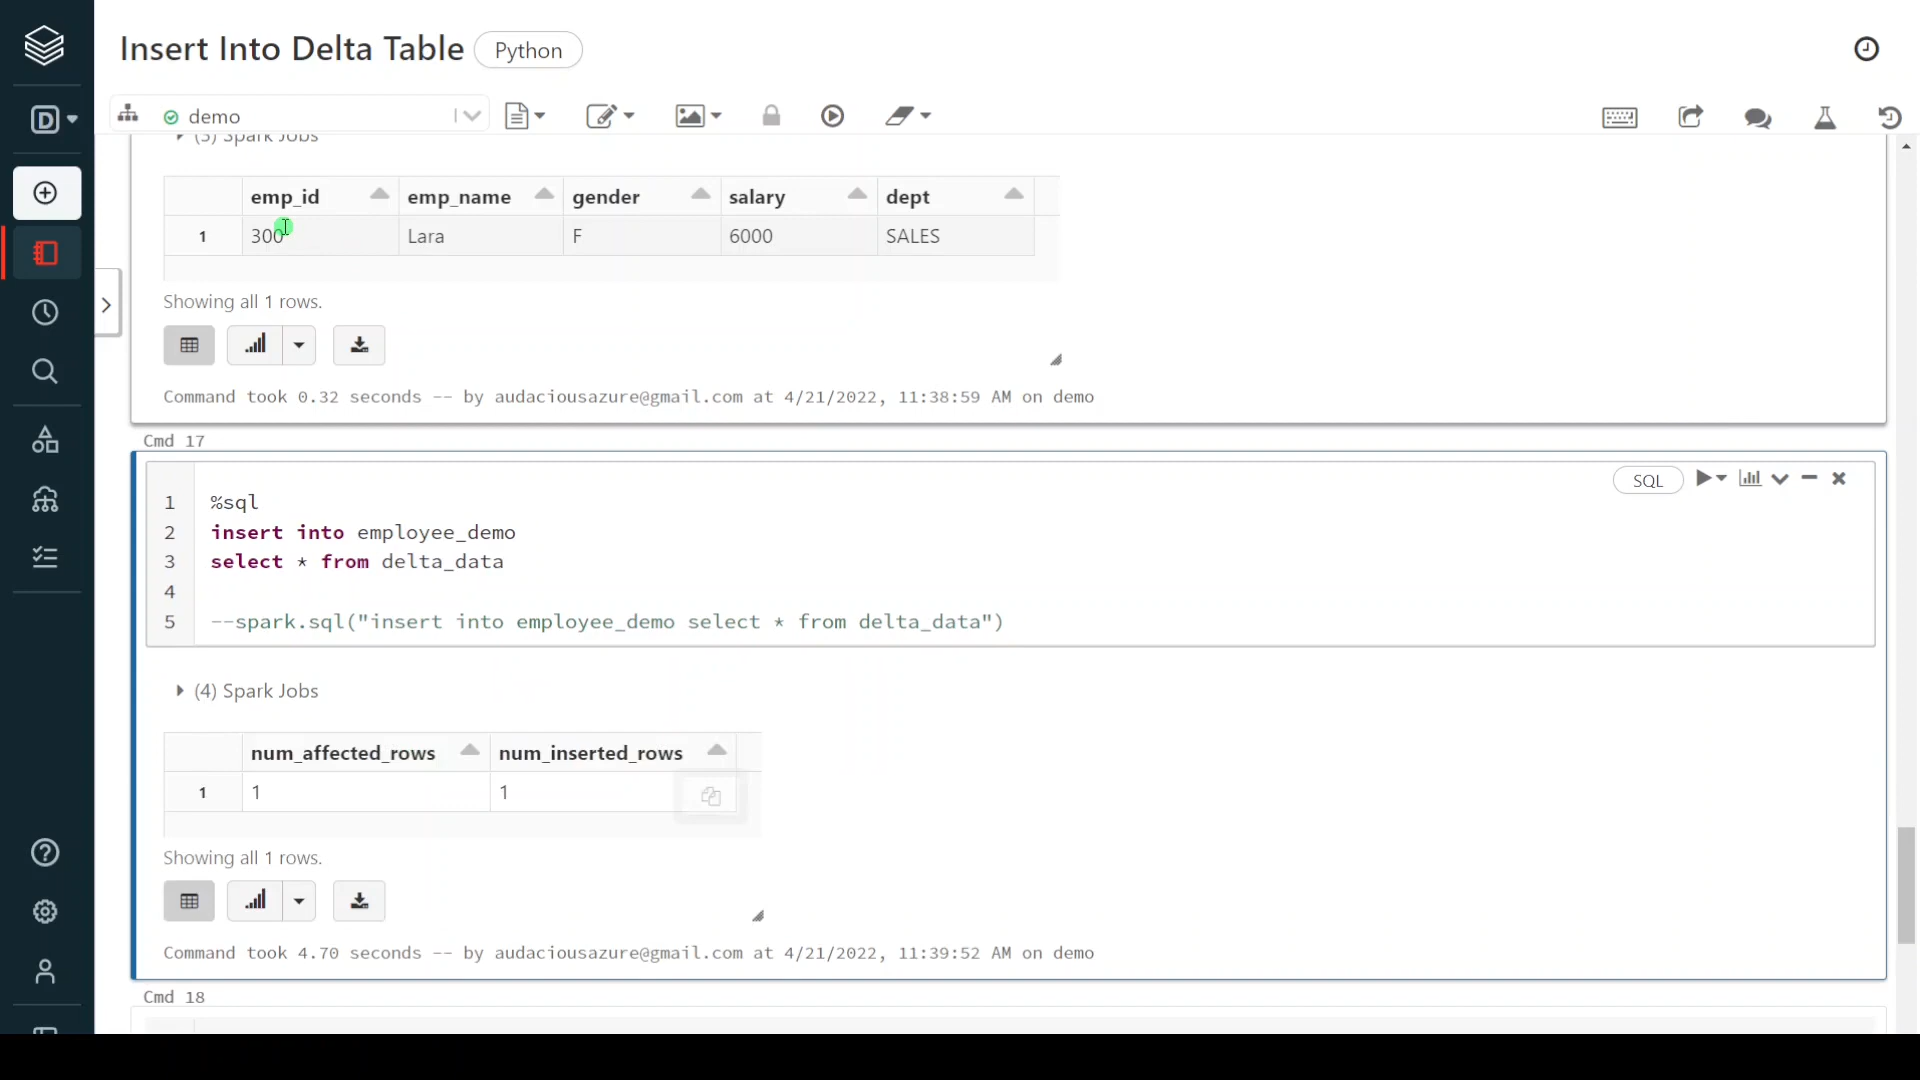 Insert Into Delta Table Python
demo
(3) Spark Jobs
emp_id emp_name gender salary dept
1 300 Lara F 6000 SALES
Showing all 1 rows.
Command took 0.32 seconds -- by audaciousazure@gmail.com at 4/21/2022, 11:38:59 AM on demo
Cmd 17
SQL
1 %sql
2 insert into employee_demo
3 select * from delta_data
4
5 --spark.sql("insert into employee_demo select * from delta_data")
(4) Spark Jobs
num_affected_rows num_inserted_rows
1 1 1
Showing all 1 rows.
Command took 4.70 seconds -- by audaciousazure@gmail.com at 4/21/2022, 11:39:52 AM on demo
Cmd 18